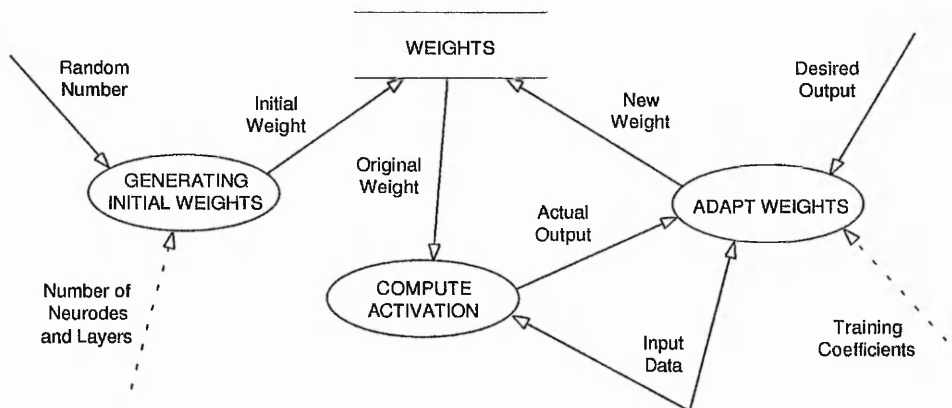 WEIGHTS
Random
Number
Initial
Weight
New
Weight
Desired
Output
GENERATING
INITIAL WEIGHTS
Original
Weight
Actual
Output
ADAPT WEIGHTS
Number of
Neurodes
and Layers
COMPUTE
ACTIVATION
Input
Data
Training
Coefficients